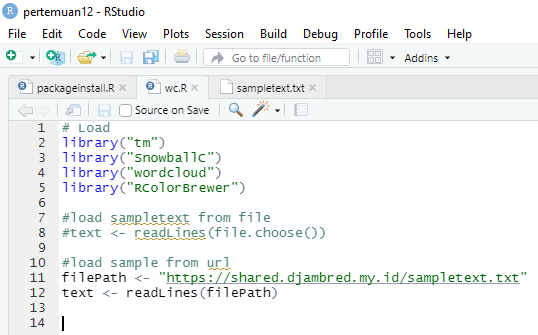 pertemuan12 - RStudio
File Edit Code View Plots Session Build Debug Profile Tools Help
Go to file/function Addins
packageinstall.R wc.R sampletext.txt
Source on Save
1 # Load
2 library("tm")
3 library("SnowballC")
4 library("wordcloud")
5 library("RColorBrewer")
6
7 #load sampletext from file
8 #text <- readLines(file.choose())
9
10 #load sample from url
11 filePath <- "https://shared.djambred.my.id/sampletext.txt"
12 text <- readLines(filePath)
13
14